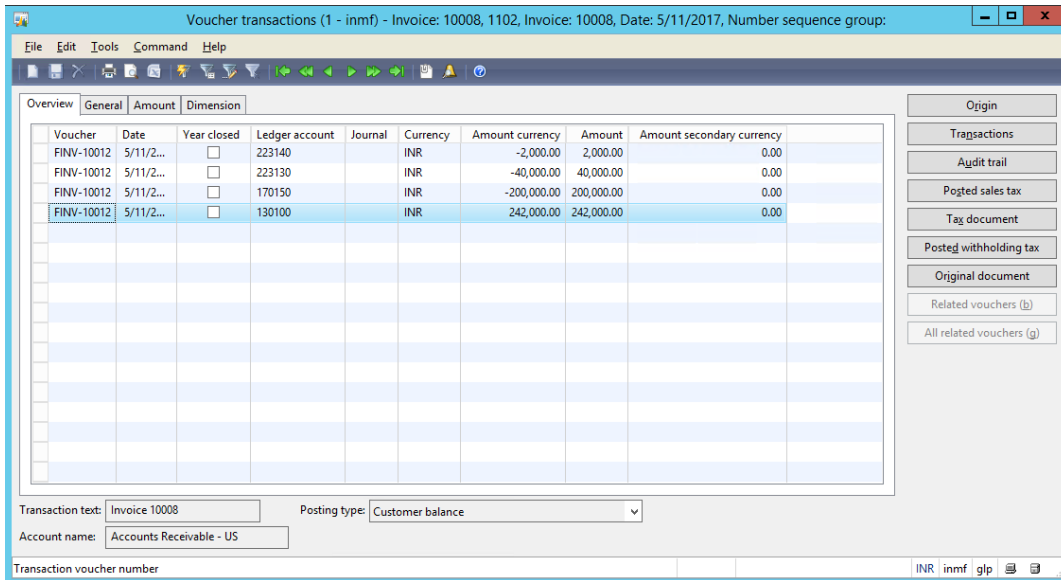 Voucher transactions (1 - inmf) - Invoice: 10008, 1102, Invoice: 10008, Date: 5/11/2017, Number sequence group:
File Edit Tools Command Help
Overview General Amount Dimension
Voucher Date Year closed Ledger account Journal Currency Amount currency Amount Amount secondary currency
FINV-10012 5/11/2... 223140 INR -2,000.00 2,000.00 0.00
FINV-10012 5/11/2... 223130 INR -40,000.00 40,000.00 0.00
FINV-10012 5/11/2... 170150 INR -200,000.00 200,000.00 0.00
FINV-10012 5/11/2... 130100 INR 242,000.00 242,000.00 0.00
Origin
Transactions
Audit trail
Posted sales tax
Tax document
Posted withholding tax
Original document
Related vouchers (b)
All related vouchers (g)
Transaction text: Invoice 10008 Posting type: Customer balance
Account name: Accounts Receivable - US
Transaction voucher number INR inmf glp